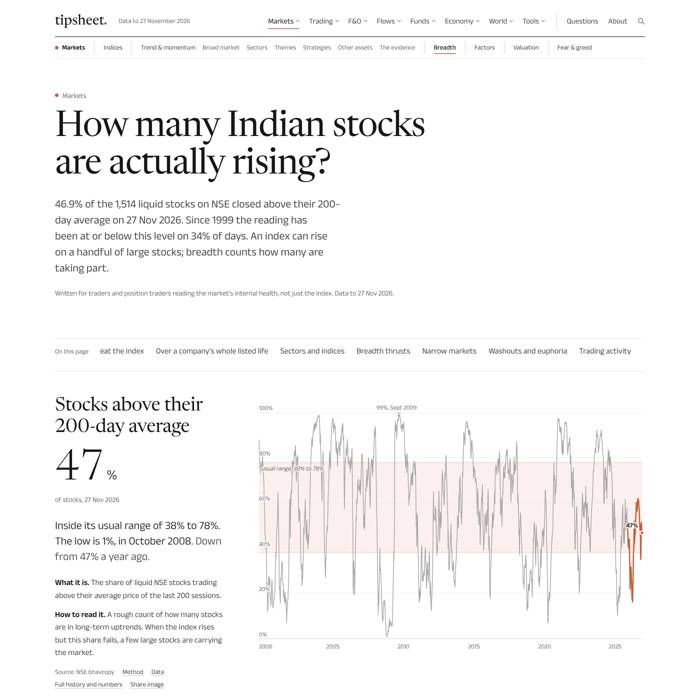 tipsheet.
Data to 27 November 2026
Markets
Trading
F&O
Flows
Funds
Economy
World
Tools
Questions
About
Markets
Indices
Trend & momentum
Broad market
Sectors
Themes
Strategies
Other assets
The evidence
Breadth
Factors
Valuation
Fear & greed
Markets
How many Indian stocks
are actually rising?
46.9% of the 1,514 liquid stocks on NSE closed above their 200-
day average on 27 Nov 2026. Since 1999 the reading has
been at or below this level on 34% of days. An index can rise
on a handful of large stocks; breadth counts how many are
taking part.
Written for traders and position traders reading the market's internal health, not just the index. Data to 27 Nov 2026.
On this page
eat the index
Over a company's whole listed life
Sectors and indices
Breadth thrusts
Narrow markets
Washouts and euphoria
Trading activity
Stocks above their
200-day average
47 %
of stocks, 27 Nov 2026
Inside its usual range of 38% to 78%.
The low is 1%, in October 2008. Down
from 47% a year ago.
What it is. The share of liquid NSE stocks trading
above their average price of the last 200 sessions.
How to read it. A rough count of how many stocks
are in long-term uptrends. When the index rises
but this share falls, a few large stocks are carrying
the market.
Source: NSE bhavcopy
Method
Data
Full history and numbers
Share image
100%
99%, Sept 2009
80%
usual range, 38% to 78%
60%
47%
40%
20%
0%
2000
2005
2010
2015
2020
2025